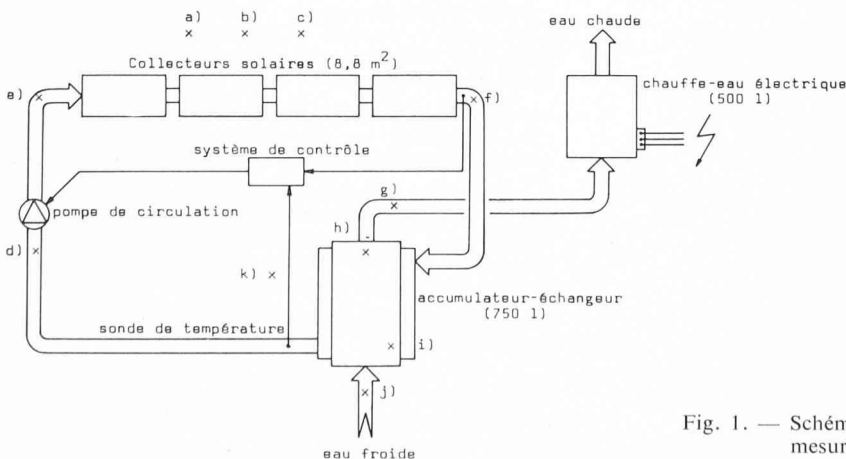 a) b) c)
eau chaude
Collecteurs solaires (8,8 m²)
chauffe-eau électrique
(500 l)
e)
f)
système de contrôle
g)
pompe de circulation
h)
d)
k)
accumulateur-échangeur
(750 l)
sonde de température
i)
j)
Fig. 1. — Schém
mesur
eau froide